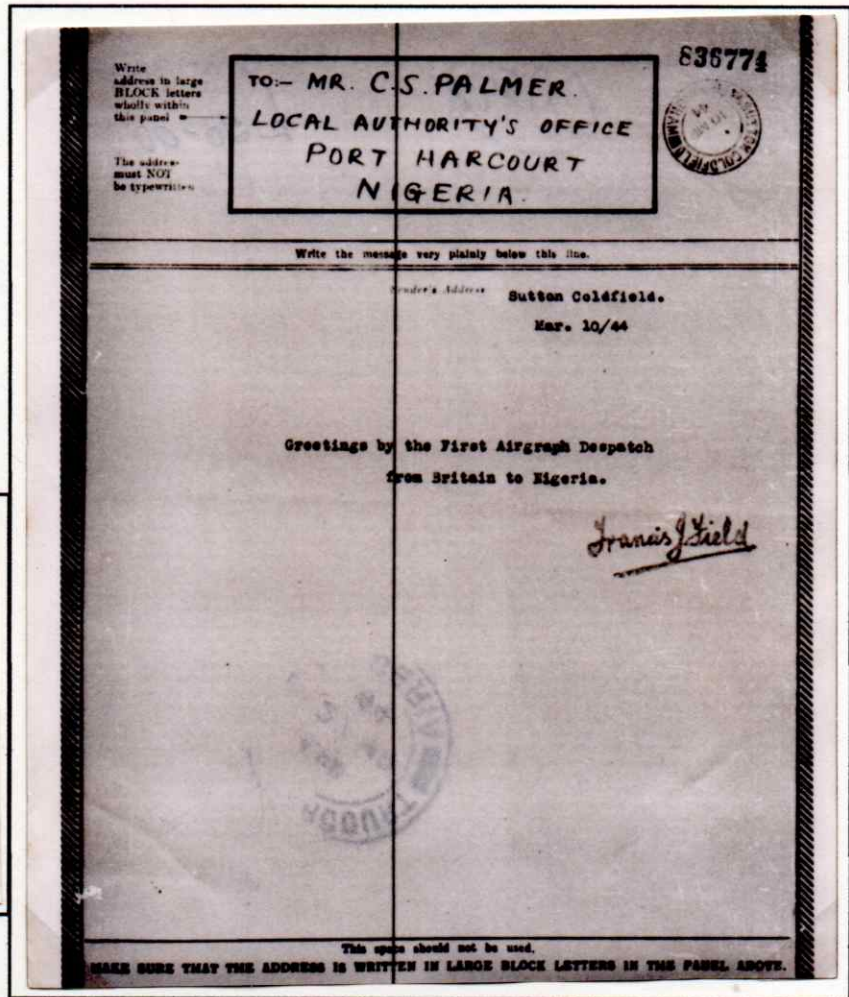 Write
address in large
BLOCK letters
wholly within
this panel
The address
must NOT
be typewritten
TO:- MR. C.S. PALMER.
LOCAL AUTHORITY'S OFFICE
PORT HARCOURT
NIGERIA.
836774
SUTTON COLDFIELD
Write the message very plainly below this line.
Sender's Address
Sutton Coldfield.
Mar. 10/44
Greetings by the First Airgraph Despatch
from Britain to Nigeria.
Francis J Field
This space should not be used.
MAKE SURE THAT THE ADDRESS IS WRITTEN IN LARGE BLOCK LETTERS IN THE PANEL ABOVE.